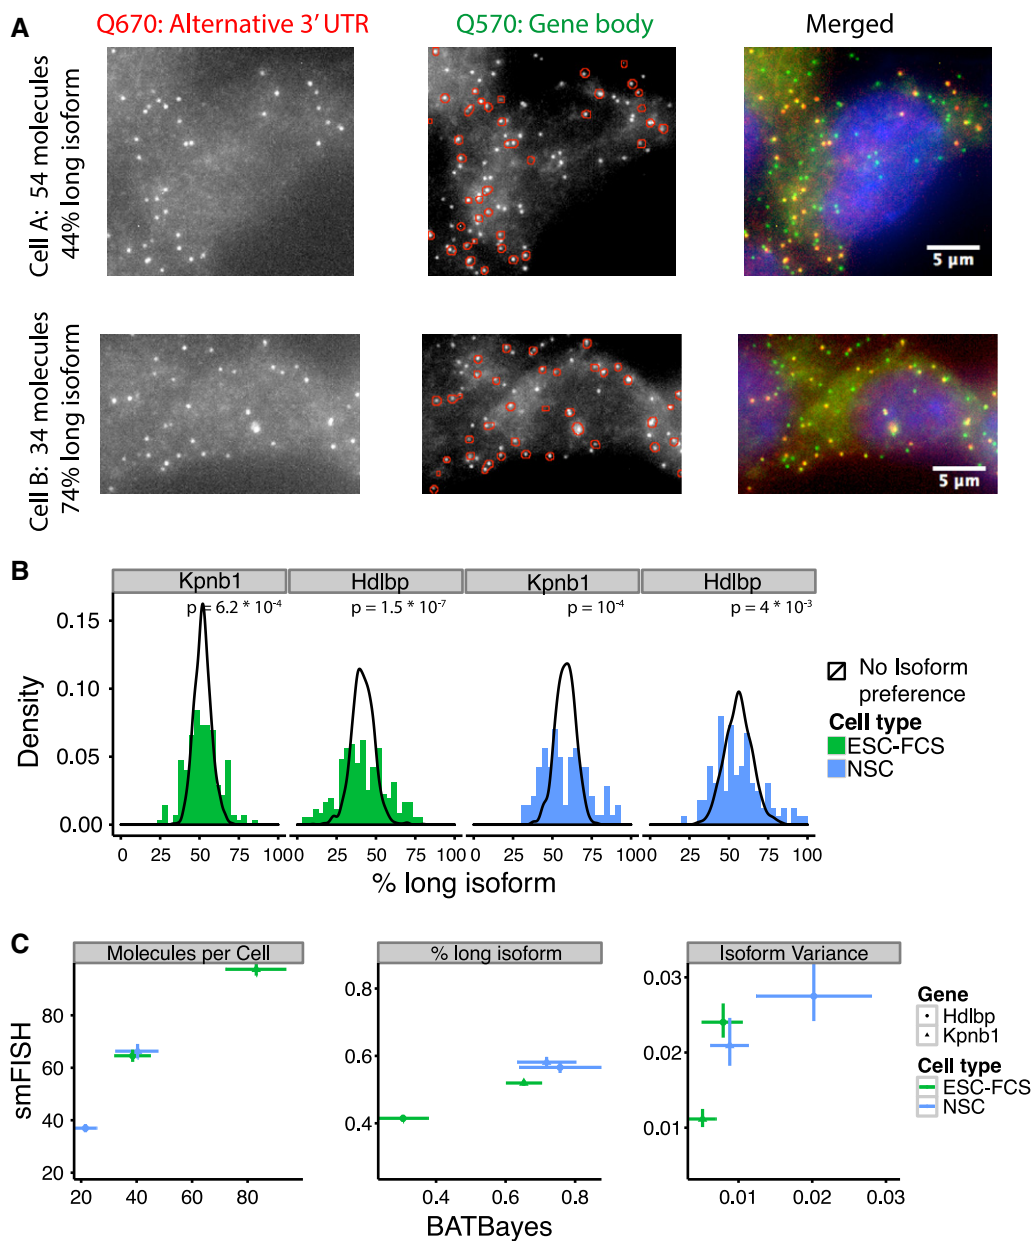 A
Q670: Alternative 3' UTR
Q570: Gene body
Merged
Cell A: 54 molecules
44% long isoform
5 µm
Cell B: 34 molecules
74% long isoform
5 µm
B
Kpnb1
Hdlbp
Kpnb1
Hdlbp
p = 6.2 * 10-4
p = 1.5 * 10-7
p = 10-4
p = 4 * 10-3
Density
0.15
0.10
0.05
0.00
0 25 50 75 100
0 25 50 75 100
0 25 50 75 100
0 25 50 75 100
% long isoform
No Isoform
preference
Cell type
ESC-FCS
NSC
C
Molecules per Cell
% long isoform
Isoform Variance
smFISH
80
60
40
20
20 40 60 80
0.8
0.6
0.4
0.4 0.6 0.8
0.03
0.02
0.01
0.01 0.02 0.03
BATBayes
Gene
Hdlbp
Kpnb1
Cell type
ESC-FCS
NSC